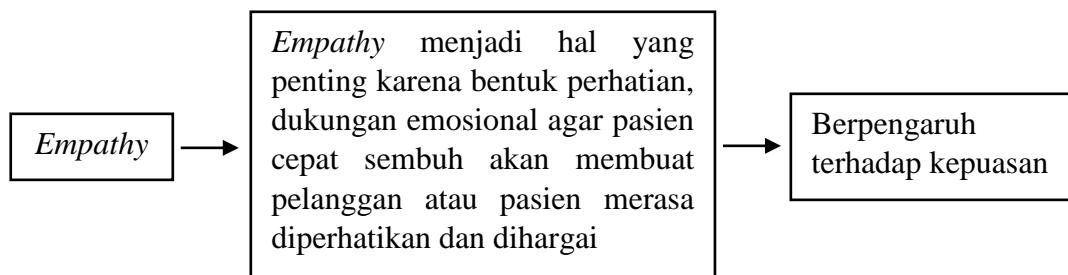 Empathy
Empathy menjadi hal yang
penting karena bentuk perhatian,
dukungan emosional agar pasien
cepat sembuh akan membuat
pelanggan atau pasien merasa
diperhatikan dan dihargai
Berpengaruh
terhadap kepuasan